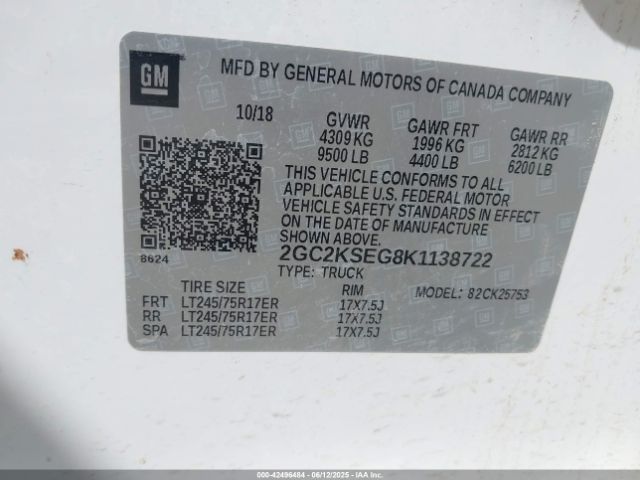 GM
MFD BY GENERAL MOTORS OF CANADA COMPANY
10/18
GVWR
4309 KG
9500 LB
GAWR FRT
1996 KG
4400 LB
GAWR RR
2812 KG
6200 LB
THIS VEHICLE CONFORMS TO ALL
APPLICABLE U.S. FEDERAL MOTOR
VEHICLE SAFETY STANDARDS IN EFFECT
ON THE DATE OF MANUFACTURE
SHOWN ABOVE.
8624
2GC2KSEG8K1138722
TYPE: TRUCK
TIRE SIZE RIM MODEL: 82CK25753
FRT LT245/75R17ER 17X7.5J
RR LT245/75R17ER 17X7.5J
SPA LT245/75R17ER 17X7.5J
000-42496484 - 06/12/2025 - IAA Inc.